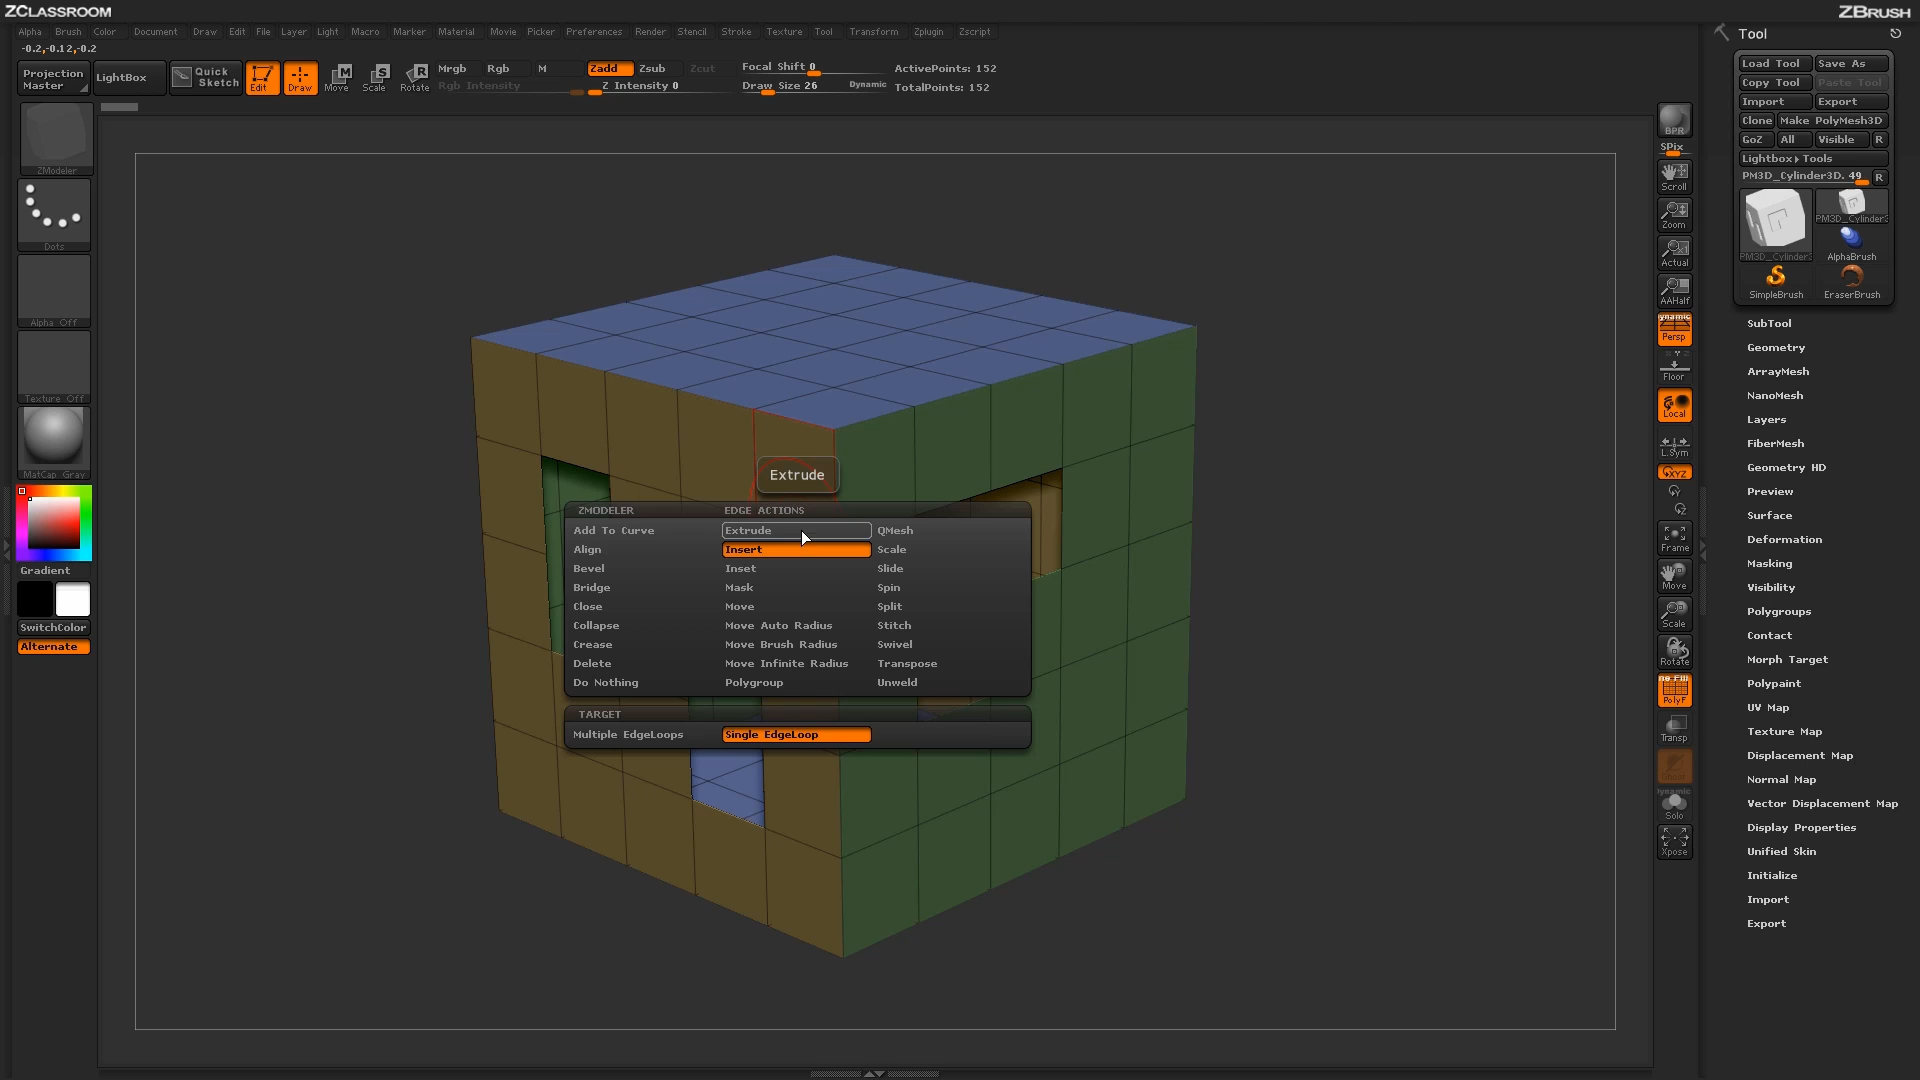 ZCLASSROOM
ZBRUSH
Alpha Brush Color Document Draw Edit File Layer Light Macro Marker Material Movie Picker Preferences Render Stencil Stroke Texture Tool Transform Zplugin Zscript
-0.2,-0.12,-0.2
Projection Master
LightBox
Quick Sketch
Edit
Draw
Move
Scale
Rotate
Mrgb Rgb M
Rgb Intensity
Zadd Zsub Zcut
Z Intensity 0
Focal Shift 0
Draw Size 26
Dynamic
ActivePoints: 152
TotalPoints: 152
ZModeler
Dots
Alpha Off
Texture Off
MatCap Gray
Gradient
SwitchColor
Alternate
Extrude
ZMODELER EDGE ACTIONS
Add To Curve Extrude QMesh
Align Insert Scale
Bevel Inset Slide
Bridge Mask Spin
Close Move Split
Collapse Move Auto Radius Stitch
Crease Move Brush Radius Swivel
Delete Move Infinite Radius Transpose
Do Nothing Polygroup Unweld
TARGET
Multiple EdgeLoops Single EdgeLoop
BPR
SPix
Scroll
Zoom
Actual
AAHalf
Persp
Floor
Local
L.Sym
XYZ
Frame
Move
Scale
Rotate
PolyF
Transp
Dynamic
Solo
Xpose
Tool
Load Tool Save As
Copy Tool Paste Tool
Import Export
Clone Make PolyMesh3D
GoZ All Visible R
Lightbox Tools
PM3D_Cylinder3D. 49 R
AlphaBrush
SimpleBrush EraserBrush
SubTool
Geometry
ArrayMesh
NanoMesh
Layers
FiberMesh
Geometry HD
Preview
Surface
Deformation
Masking
Visibility
Polygroups
Contact
Morph Target
Polypaint
UV Map
Texture Map
Displacement Map
Normal Map
Vector Displacement Map
Display Properties
Unified Skin
Initialize
Import
Export